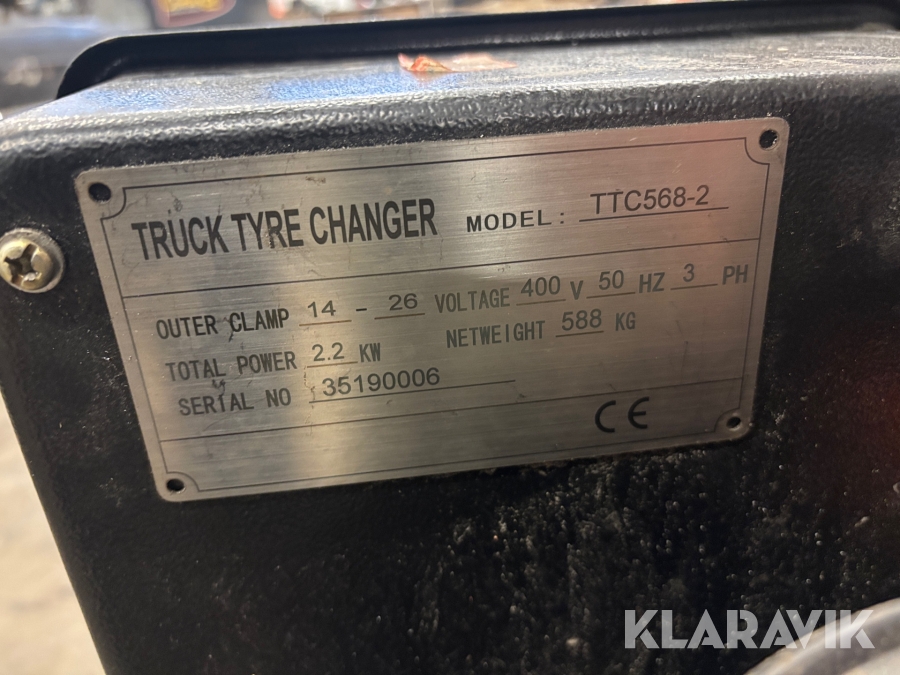 TRUCK TYRE CHANGER MODEL: TTC568-2
OUTER CLAMP 14 - 26 VOLTAGE 400 V 50 HZ 3 PH
TOTAL POWER 2.2 KW NETWEIGHT 588 KG
SERIAL NO 35190006
CE
KLARAVIK